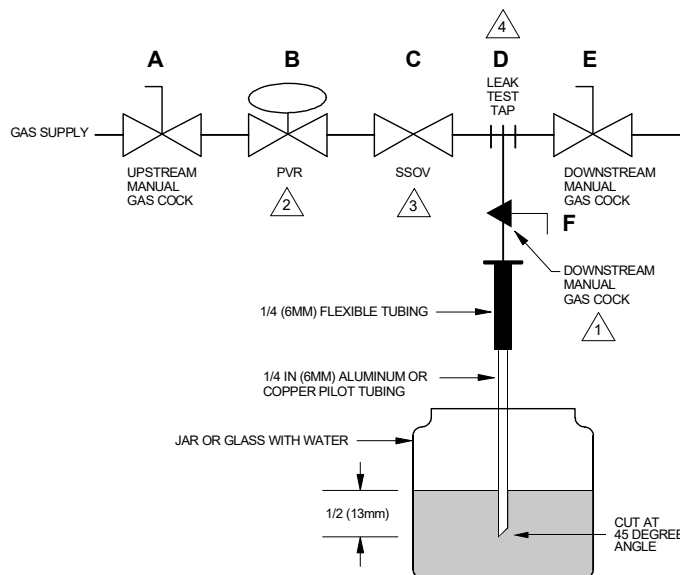 4
A
B
C
D
E
LEAK
TEST
TAP
GAS SUPPLY
UPSTREAM
MANUAL
GAS COCK
PVR
2
SSOV
3
DOWNSTREAM
MANUAL
GAS COCK
F
DOWNSTREAM
MANUAL
GAS COCK
1
1/4 (6MM) FLEXIBLE TUBING
1/4 IN (6MM) ALUMINUM OR
COPPER PILOT TUBING
JAR OR GLASS WITH WATER
1/2 (13mm)
CUT AT
45 DEGREE
ANGLE